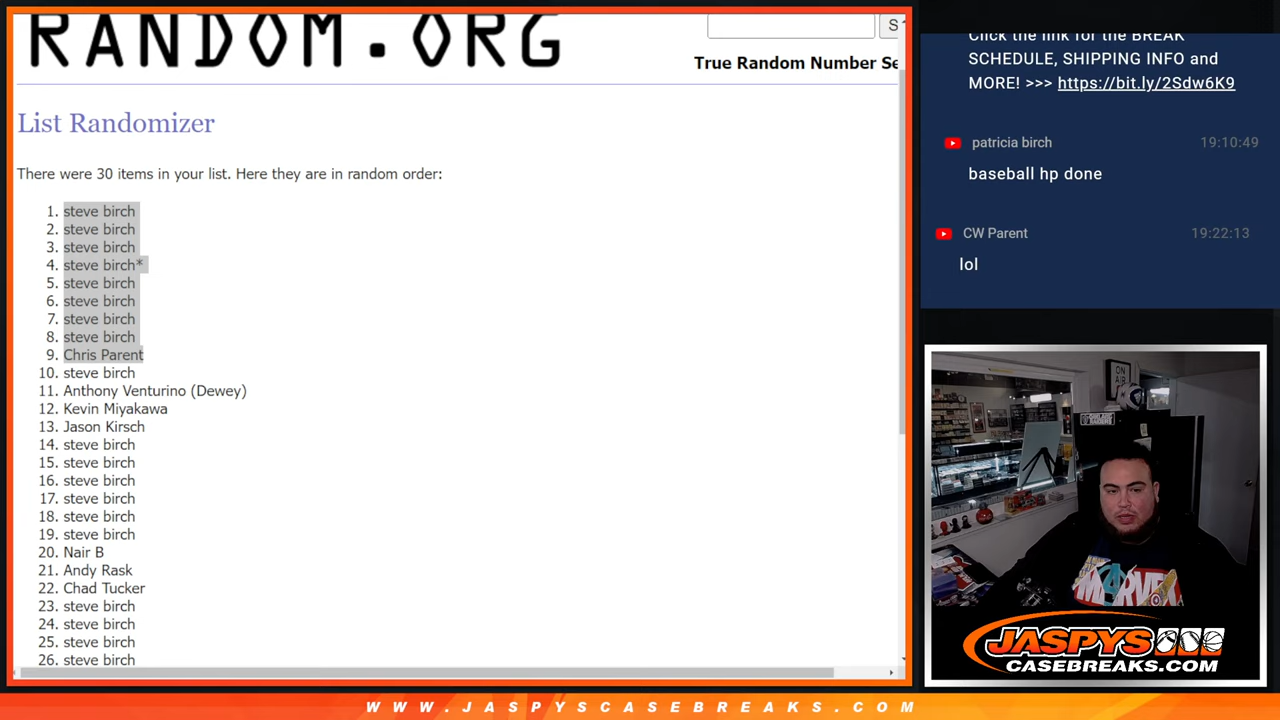 RANDOM.ORG
S
True Random Number Se
List Randomizer
There were 30 items in your list. Here they are in random order:
1. steve birch
2. steve birch
3. steve birch
4. steve birch*
5. steve birch
6. steve birch
7. steve birch
8. steve birch
9. Chris Parent
10. steve birch
11. Anthony Venturino (Dewey)
12. Kevin Miyakawa
13. Jason Kirsch
14. steve birch
15. steve birch
16. steve birch
17. steve birch
18. steve birch
19. steve birch
20. Nair B
21. Andy Rask
22. Chad Tucker
23. steve birch
24. steve birch
25. steve birch
26. steve birch
Click the link for the BREAK
SCHEDULE, SHIPPING INFO and
MORE! >>> https://bit.ly/2Sdw6K9
patricia birch 19:10:49
baseball hp done
CW Parent 19:22:13
lol
ON
AIR
MARVEL
JASPYS
CASEBREAKS.COM
WWW.JASPYSCASEBREAKS.COM